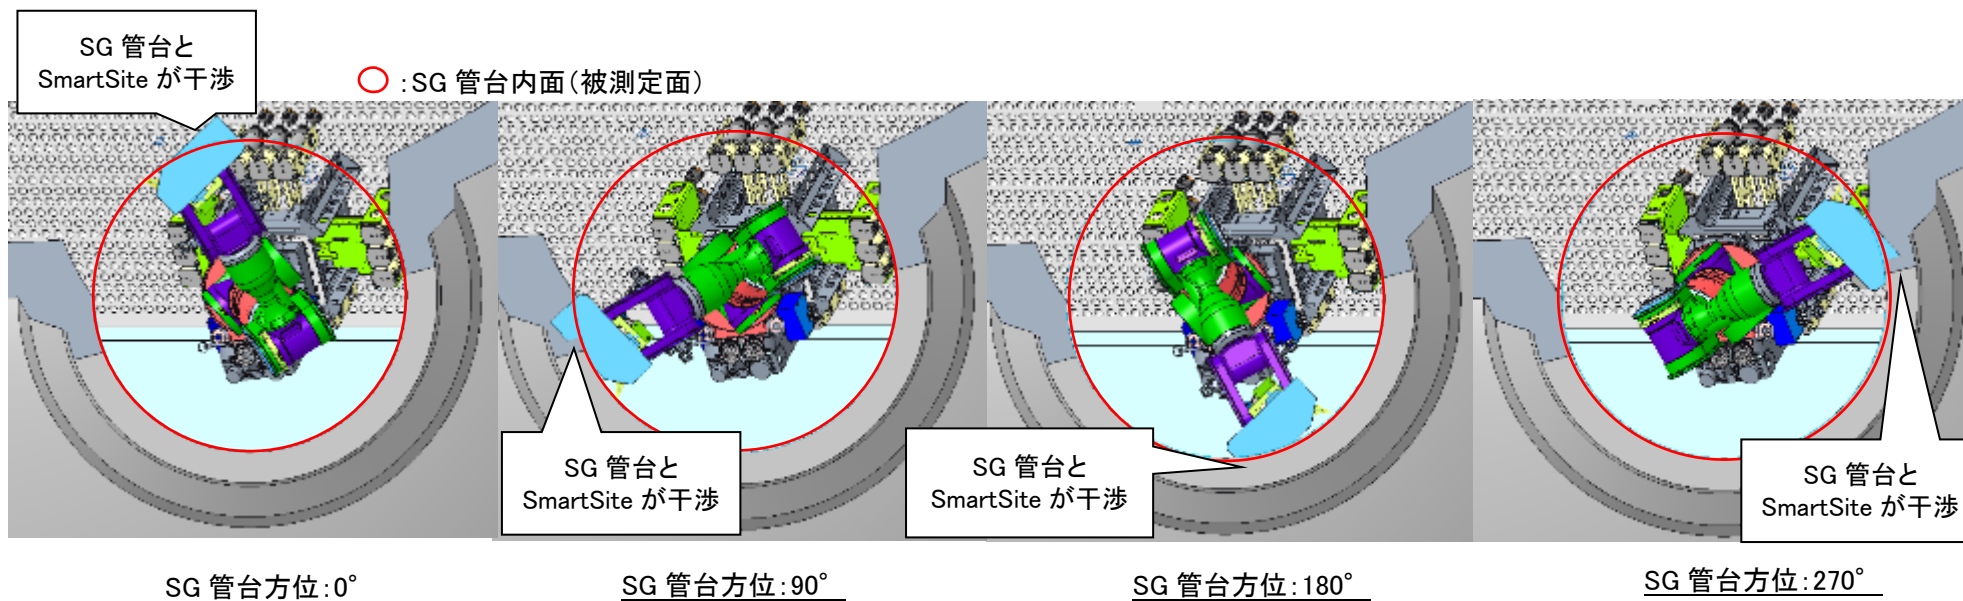 SG 管台と
SmartSite が干渉
:SG 管台内面(被測定面)
SG 管台と
SmartSite が干渉
SG 管台と
SmartSite が干渉
SG 管台と
SmartSite が干渉
SG 管台方位:0°
SG 管台方位:90°
SG 管台方位:180°
SG 管台方位:270°